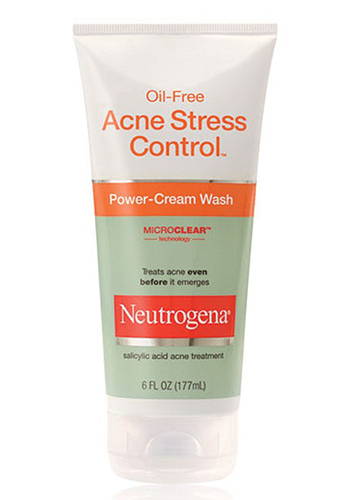 Oil-Free
Acne Stress
Control™
Power-Cream Wash
MiCROCLEAR™
technology
Treats acne even
before it emerges
Neutrogena®
salicylic acid acne treatment
6 FL OZ (177mL)